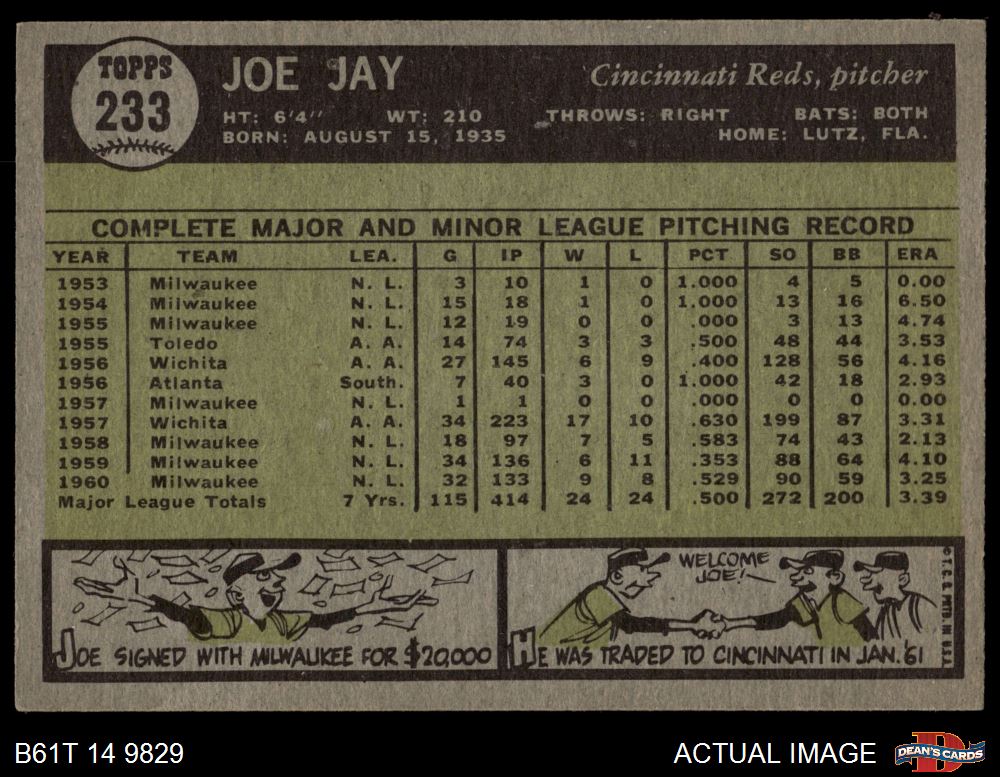 TOPPS
233
JOE JAY
Cincinnati Reds, pitcher
HT: 6'4" WT: 210 THROWS: RIGHT BATS: BOTH
BORN: AUGUST 15, 1935 HOME: LUTZ, FLA.
COMPLETE MAJOR AND MINOR LEAGUE PITCHING RECORD
YEAR TEAM LEA. G IP W L PCT SO BB ERA
1953 Milwaukee N. L. 3 10 1 0 1.000 4 5 0.00
1954 Milwaukee N. L. 15 18 1 0 1.000 13 16 6.50
1955 Milwaukee N. L. 12 19 0 0 .000 3 13 4.74
1955 Toledo A. A. 14 74 3 3 .500 48 44 3.53
1956 Wichita A. A. 27 145 6 9 .400 128 56 4.16
1956 Atlanta South. 7 40 3 0 1.000 42 18 2.93
1957 Milwaukee N. L. 1 1 0 0 .000 0 0 0.00
1957 Wichita A. A. 34 223 17 10 .630 199 87 3.31
1958 Milwaukee N. L. 18 97 7 5 .583 74 43 2.13
1959 Milwaukee N. L. 34 136 6 11 .353 88 64 4.10
1960 Milwaukee N. L. 32 133 9 8 .529 90 59 3.25
Major League Totals 7 Yrs. 115 414 24 24 .500 272 200 3.39
JOE SIGNED WITH MILWAUKEE FOR $20,000
WELCOME
JOE!
HE WAS TRADED TO CINCINNATI IN JAN. '61
© T. C. G. PRTD. IN U.S.A.
B61T 14 9829
ACTUAL IMAGE
DEAN'S CARDS